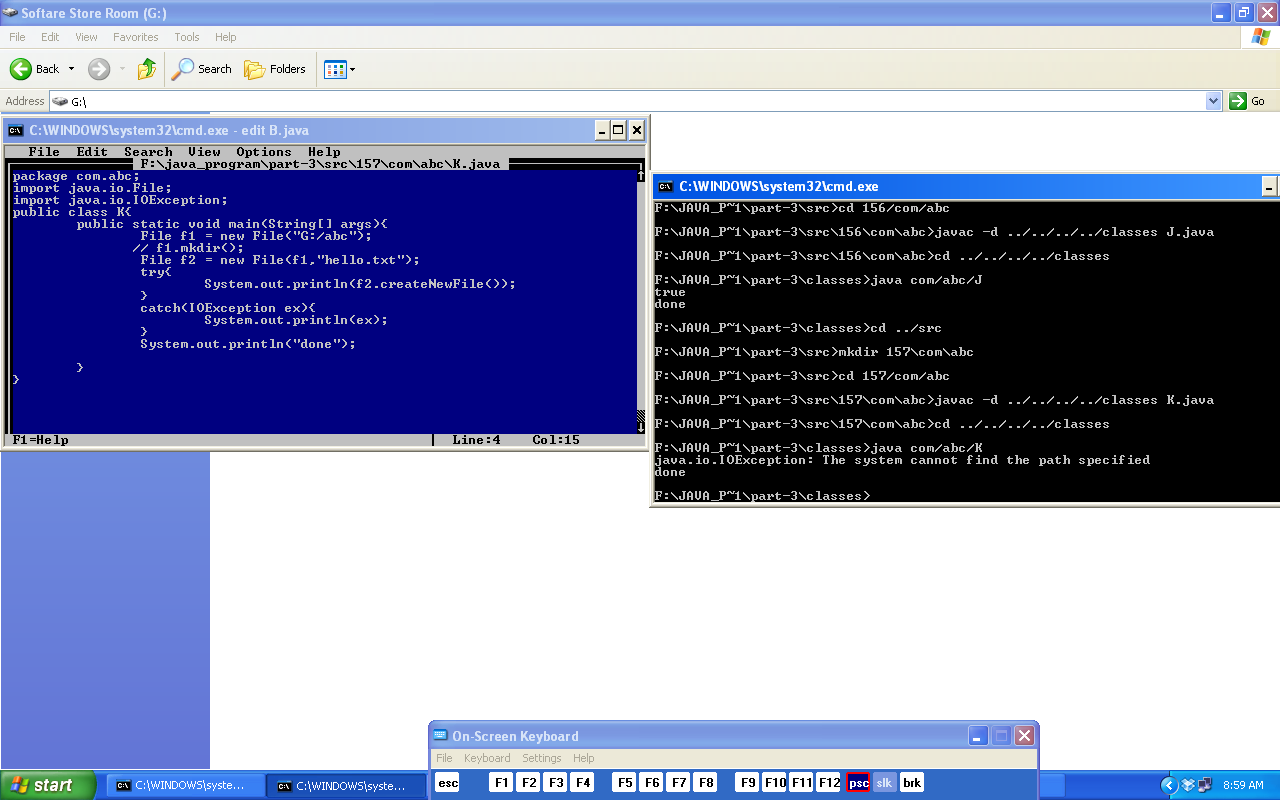 Softare Store Room (G:)
File Edit View Favorites Tools Help
Back Search Folders
Address G:\ Go
C:\WINDOWS\system32\cmd.exe - edit B.java
File Edit Search View Options Help
F:\java_program\part-3\src\157\com\abc\K.java
package com.abc;
import java.io.File;
import java.io.IOException;
public class K{
public static void main(String[] args){
File f1 = new File("G:/abc");
// f1.mkdir();
File f2 = new File(f1,"hello.txt");
try{
System.out.println(f2.createNewFile());
}
catch(IOException ex){
System.out.println(ex);
}
System.out.println("done");
}
}
F1=Help Line:4 Col:15
C:\WINDOWS\system32\cmd.exe
F:\JAVA_P~1\part-3\src>cd 156/com/abc
F:\JAVA_P~1\part-3\src\156\com\abc>javac -d ../../../../classes J.java
F:\JAVA_P~1\part-3\src\156\com\abc>cd ../../../../classes
F:\JAVA_P~1\part-3\classes>java com/abc/J
true
done
F:\JAVA_P~1\part-3\classes>cd ../src
F:\JAVA_P~1\part-3\src>mkdir 157\com\abc
F:\JAVA_P~1\part-3\src>cd 157/com/abc
F:\JAVA_P~1\part-3\src\157\com\abc>javac -d ../../../../classes K.java
F:\JAVA_P~1\part-3\src\157\com\abc>cd ../../../../classes
F:\JAVA_P~1\part-3\classes>java com/abc/K
java.io.IOException: The system cannot find the path specified
done
F:\JAVA_P~1\part-3\classes>
On-Screen Keyboard
File Keyboard Settings Help
esc F1 F2 F3 F4 F5 F6 F7 F8 F9 F10 F11 F12 psc slk brk
start C:\WINDOWS\syste... C:\WINDOWS\syste... 8:59 AM